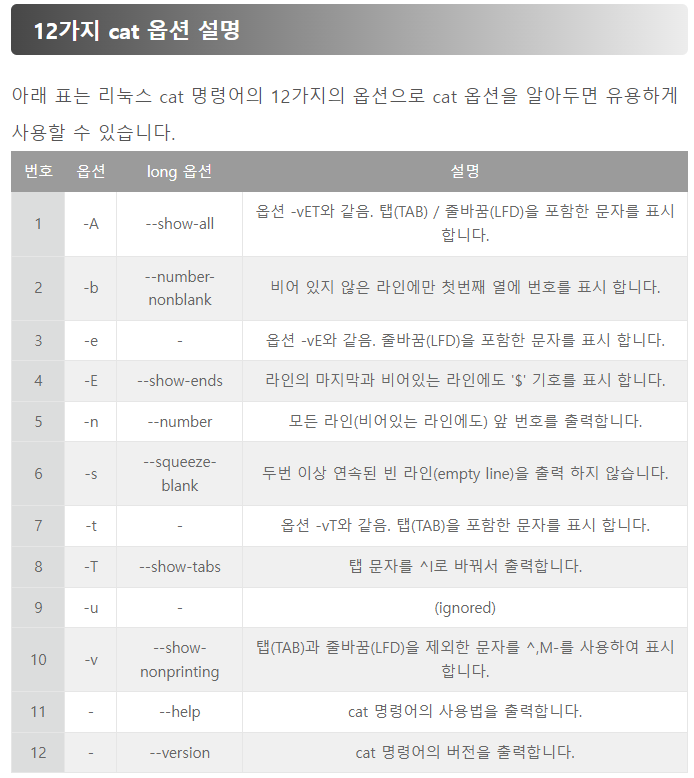 12가지 cat 옵션 설명
아래 표는 리눅스 cat 명령어의 12가지의 옵션으로 cat 옵션을 알아두면 유용하게
사용할 수 있습니다.
번호 옵션 long 옵션 설명
1 -A --show-all 옵션 -vET와 같음. 탭(TAB) / 줄바꿈(LFD)을 포함한 문자를 표시
합니다.
2 -b --number-
nonblank 비어 있지 않은 라인에만 첫번째 열에 번호를 표시 합니다.
3 -e - 옵션 -vE와 같음. 줄바꿈(LFD)을 포함한 문자를 표시 합니다.
4 -E --show-ends 라인의 마지막과 비어있는 라인에도 '$' 기호를 표시 합니다.
5 -n --number 모든 라인(비어있는 라인에도) 앞 번호를 출력합니다.
6 -s --squeeze-
blank 두번 이상 연속된 빈 라인(empty line)을 출력 하지 않습니다.
7 -t - 옵션 -vT와 같음. 탭(TAB)을 포함한 문자를 표시 합니다.
8 -T --show-tabs 탭 문자를 ^I로 바꿔서 출력합니다.
9 -u - (ignored)
10 -v --show-
nonprinting 탭(TAB)과 줄바꿈(LFD)을 제외한 문자를 ^,M-를 사용하여 표시
합니다.
11 - --help cat 명령어의 사용법을 출력합니다.
12 - --version cat 명령어의 버전을 출력합니다.